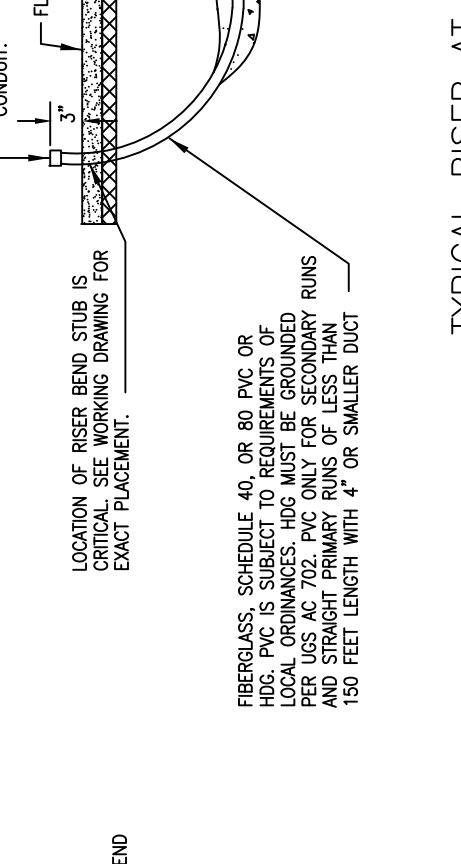 CONDUIT.
FL
3"
LOCATION OF RISER BEND STUB IS
CRITICAL. SEE WORKING DRAWING FOR
EXACT PLACEMENT.
FIBERGLASS, SCHEDULE 40, OR 80 PVC OR
HDG. PVC IS SUBJECT TO REQUIREMENTS OF
LOCAL ORDINANCES. HDG MUST BE GROUNDED
PER UGS AC 702. PVC ONLY FOR SECONDARY RUNS
AND STRAIGHT PRIMARY RUNS OF LESS THAN
150 FEET LENGTH WITH 4" OR SMALLER DUCT
END
TYPICAL RISER AT